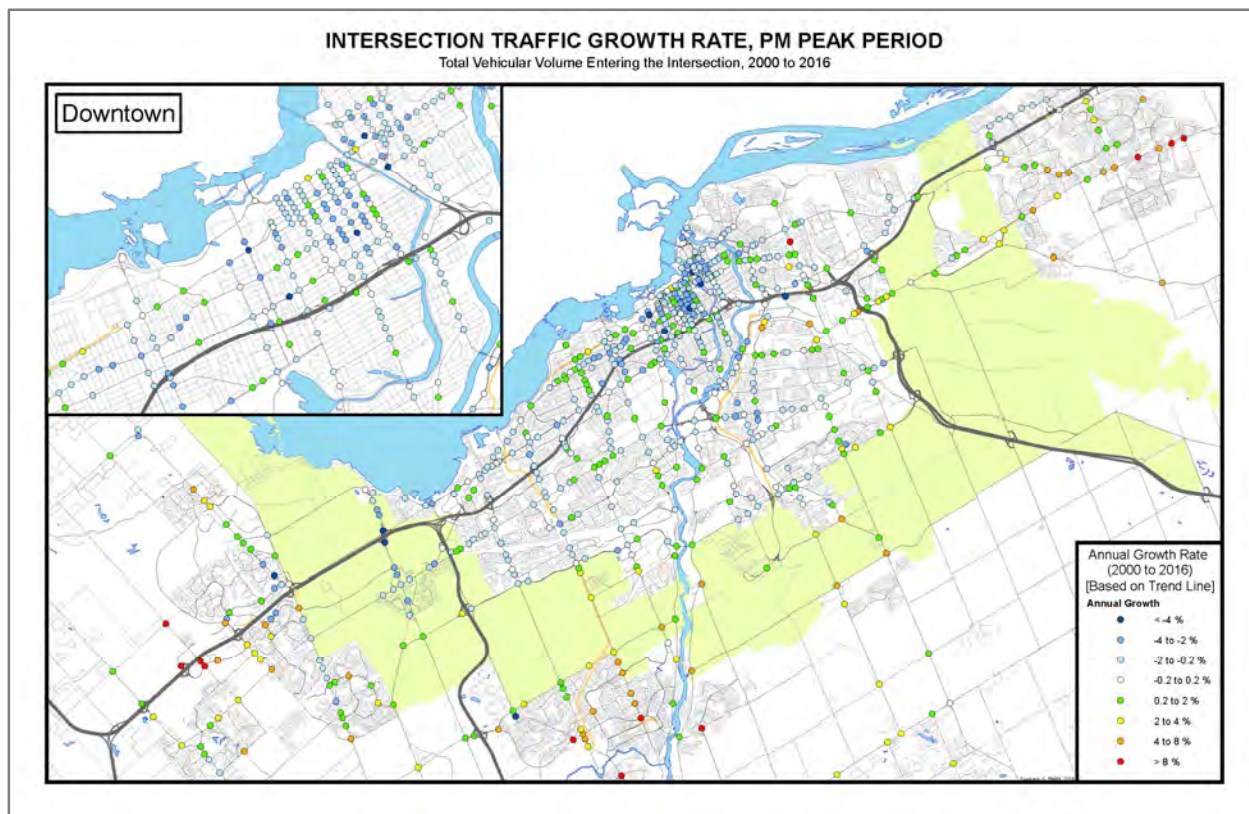 INTERSECTION TRAFFIC GROWTH RATE, PM PEAK PERIOD
Total Vehicular Volume Entering the Intersection, 2000 to 2016
Downtown
Annual Growth Rate
(2000 to 2016)
[Based on Trend Line]
Annual Growth
< -4 %
-4 to -2 %
-2 to -0.2 %
-0.2 to 0.2 %
0.2 to 2 %
2 to 4 %
4 to 8 %
> 8 %